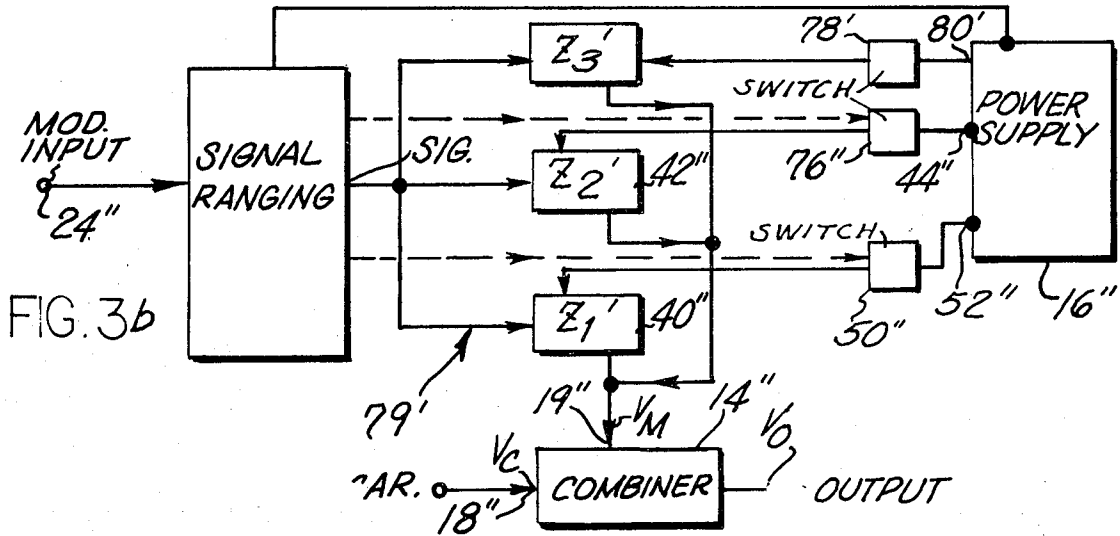 78'
80'
Z3'
SWITCH
POWER
SUPPLY
MOD.
INPUT
SIGNAL
RANGING
SIG.
Z2'
42"
76"
44"
24"
SWITCH
FIG. 3b
Z1'
40"
50"
52"
16"
79'
19"
VM
14"
VO
VC
AR.
18"
COMBINER
OUTPUT